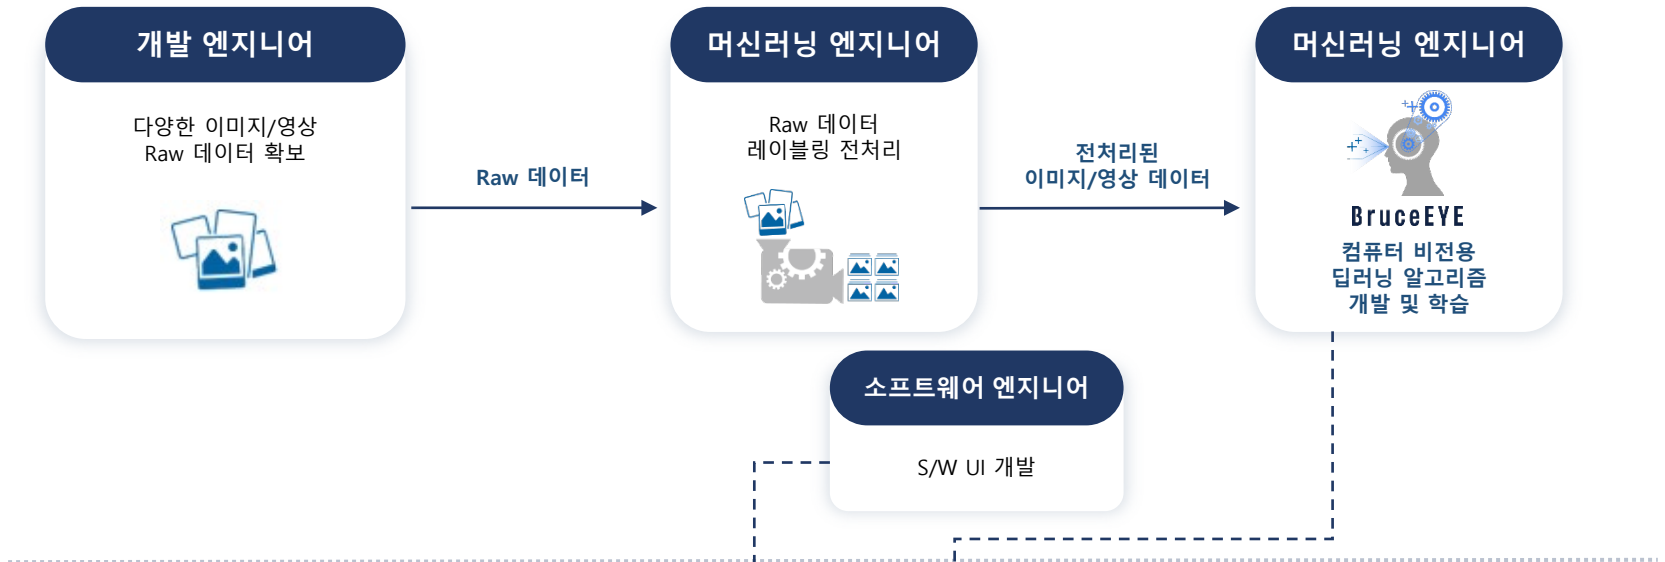 개발 엔지니어
다양한 이미지/영상
Raw 데이터 확보
Raw 데이터
머신러닝 엔지니어
Raw 데이터
레이블링 전처리
전처리된
이미지/영상 데이터
머신러닝 엔지니어
BruceEYE
컴퓨터 비전용
딥러닝 알고리즘
개발 및 학습
소프트웨어 엔지니어
S/W UI 개발